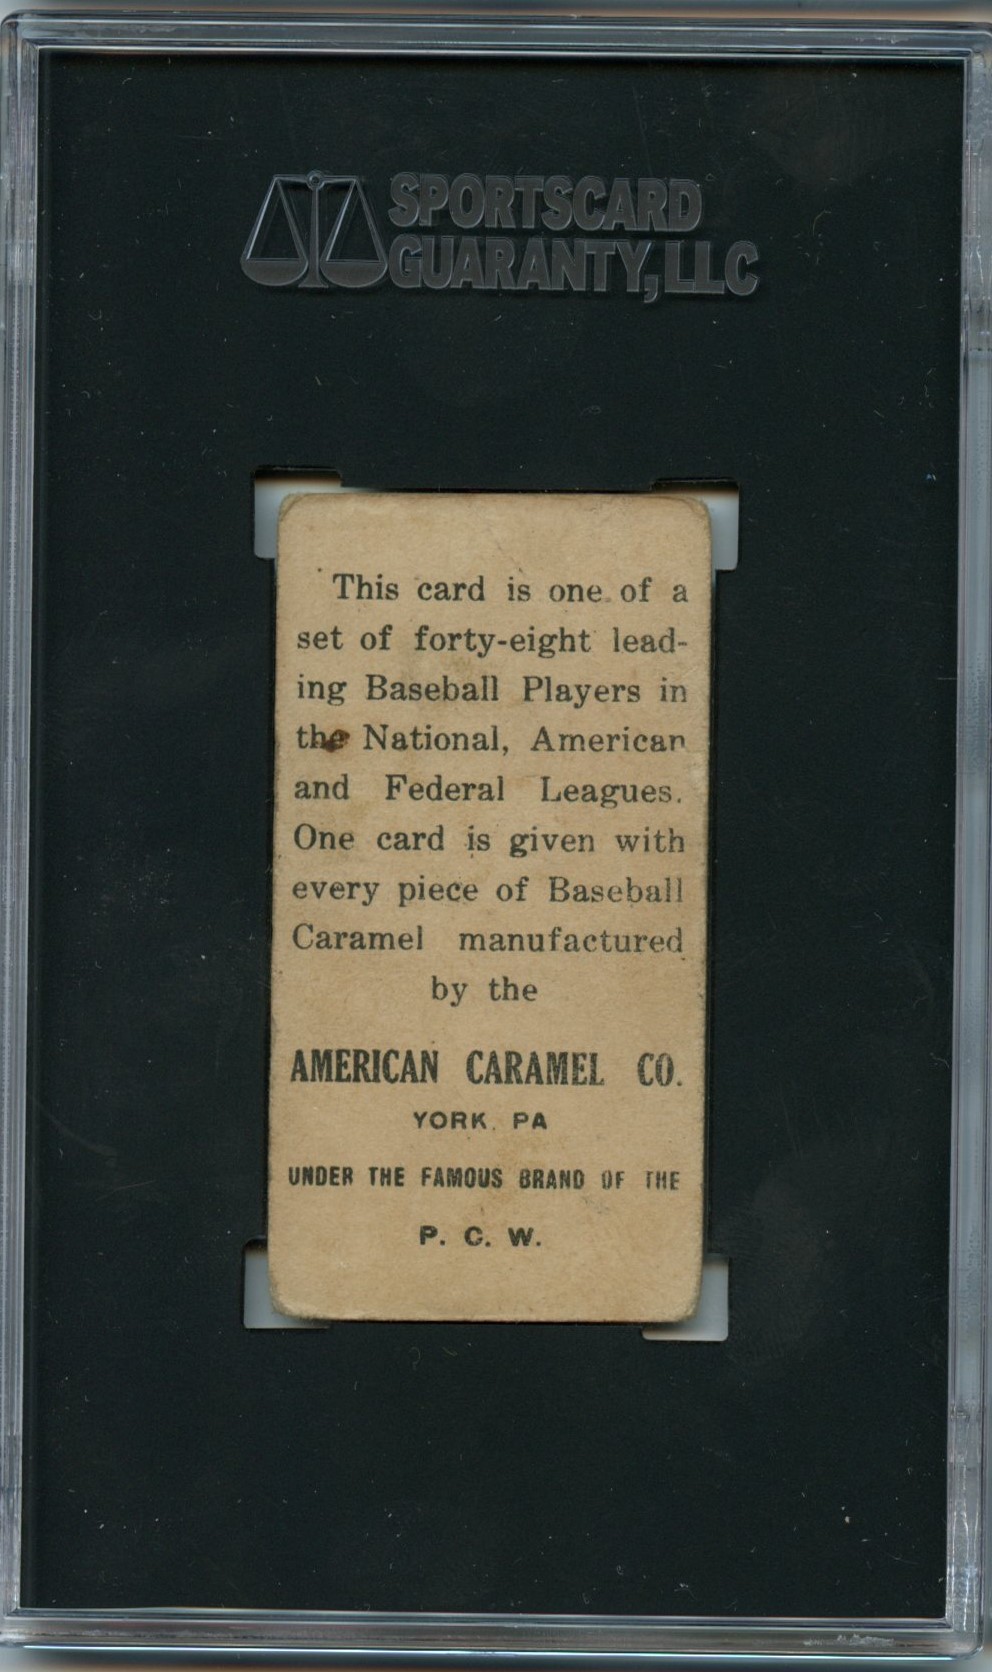 SPORTSCARD
GUARANTY, LLC
This card is one of a
set of forty-eight lead-
ing Baseball Players in
the National, American
and Federal Leagues.
One card is given with
every piece of Baseball
Caramel manufactured
by the
AMERICAN CARAMEL CO.
YORK, PA
UNDER THE FAMOUS BRAND OF THE
P. C. W.